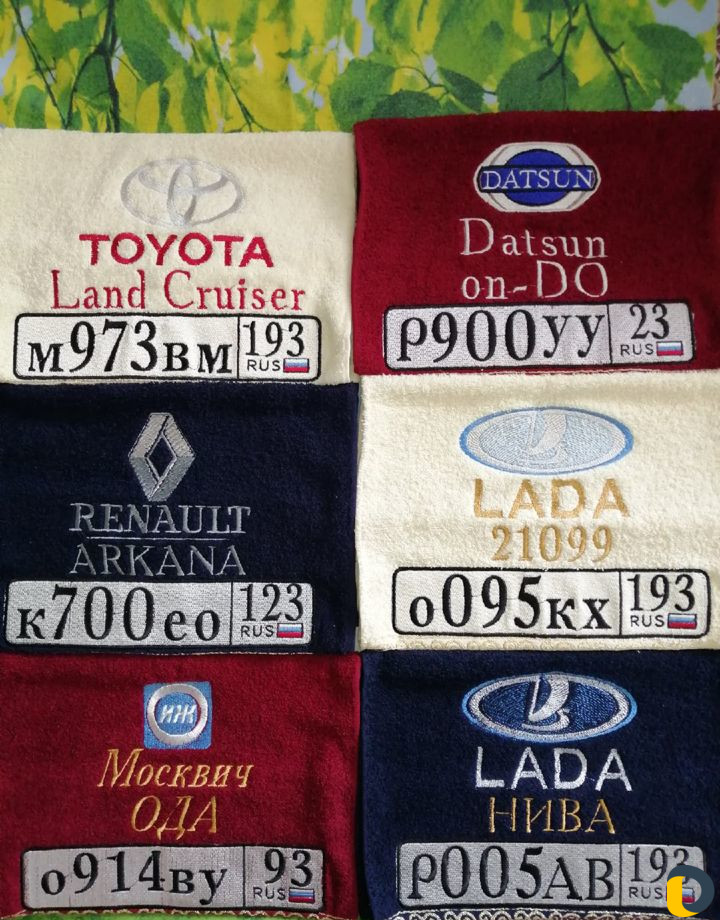 TOYOTA
Land Cruiser
м973вм 193
RUS
DATSUN
Datsun
on-DO
р900уу 23
RUS
RENAULT
ARKANA
к700ео 123
RUS
LADA
21099
о095кх 193
RUS
ИЖ
Москвич
ОДА
о914ву 93
RUS
LADA
НИВА
р005АВ 193
RUS